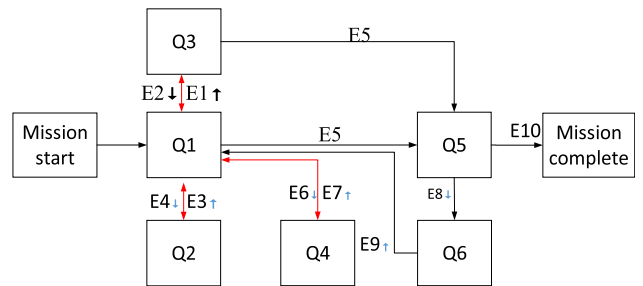 Q3
E5
E2↓ E1↑
Mission
start
Q1
E5
Q5
E10
Mission
complete
E4↓ E3↑
E6↓ E7↑
E8↓
Q2
Q4
E9↑
Q6